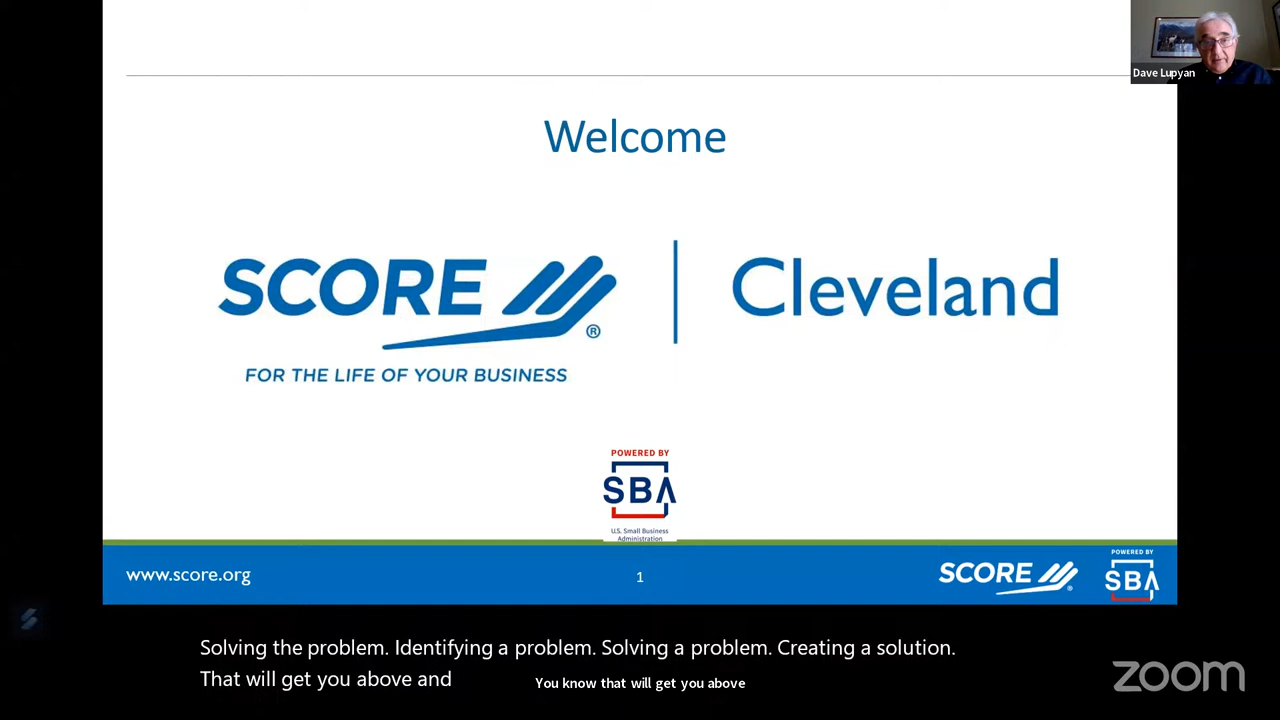 Dave Lupyan
Welcome
SCORE
®
FOR THE LIFE OF YOUR BUSINESS
Cleveland
POWERED BY
SBA
U.S. Small Business
Administration
www.score.org
1
SCORE
®
POWERED BY
SBA
Solving the problem. Identifying a problem. Solving a problem. Creating a solution.
That will get you above and
You know that will get you above
zoom